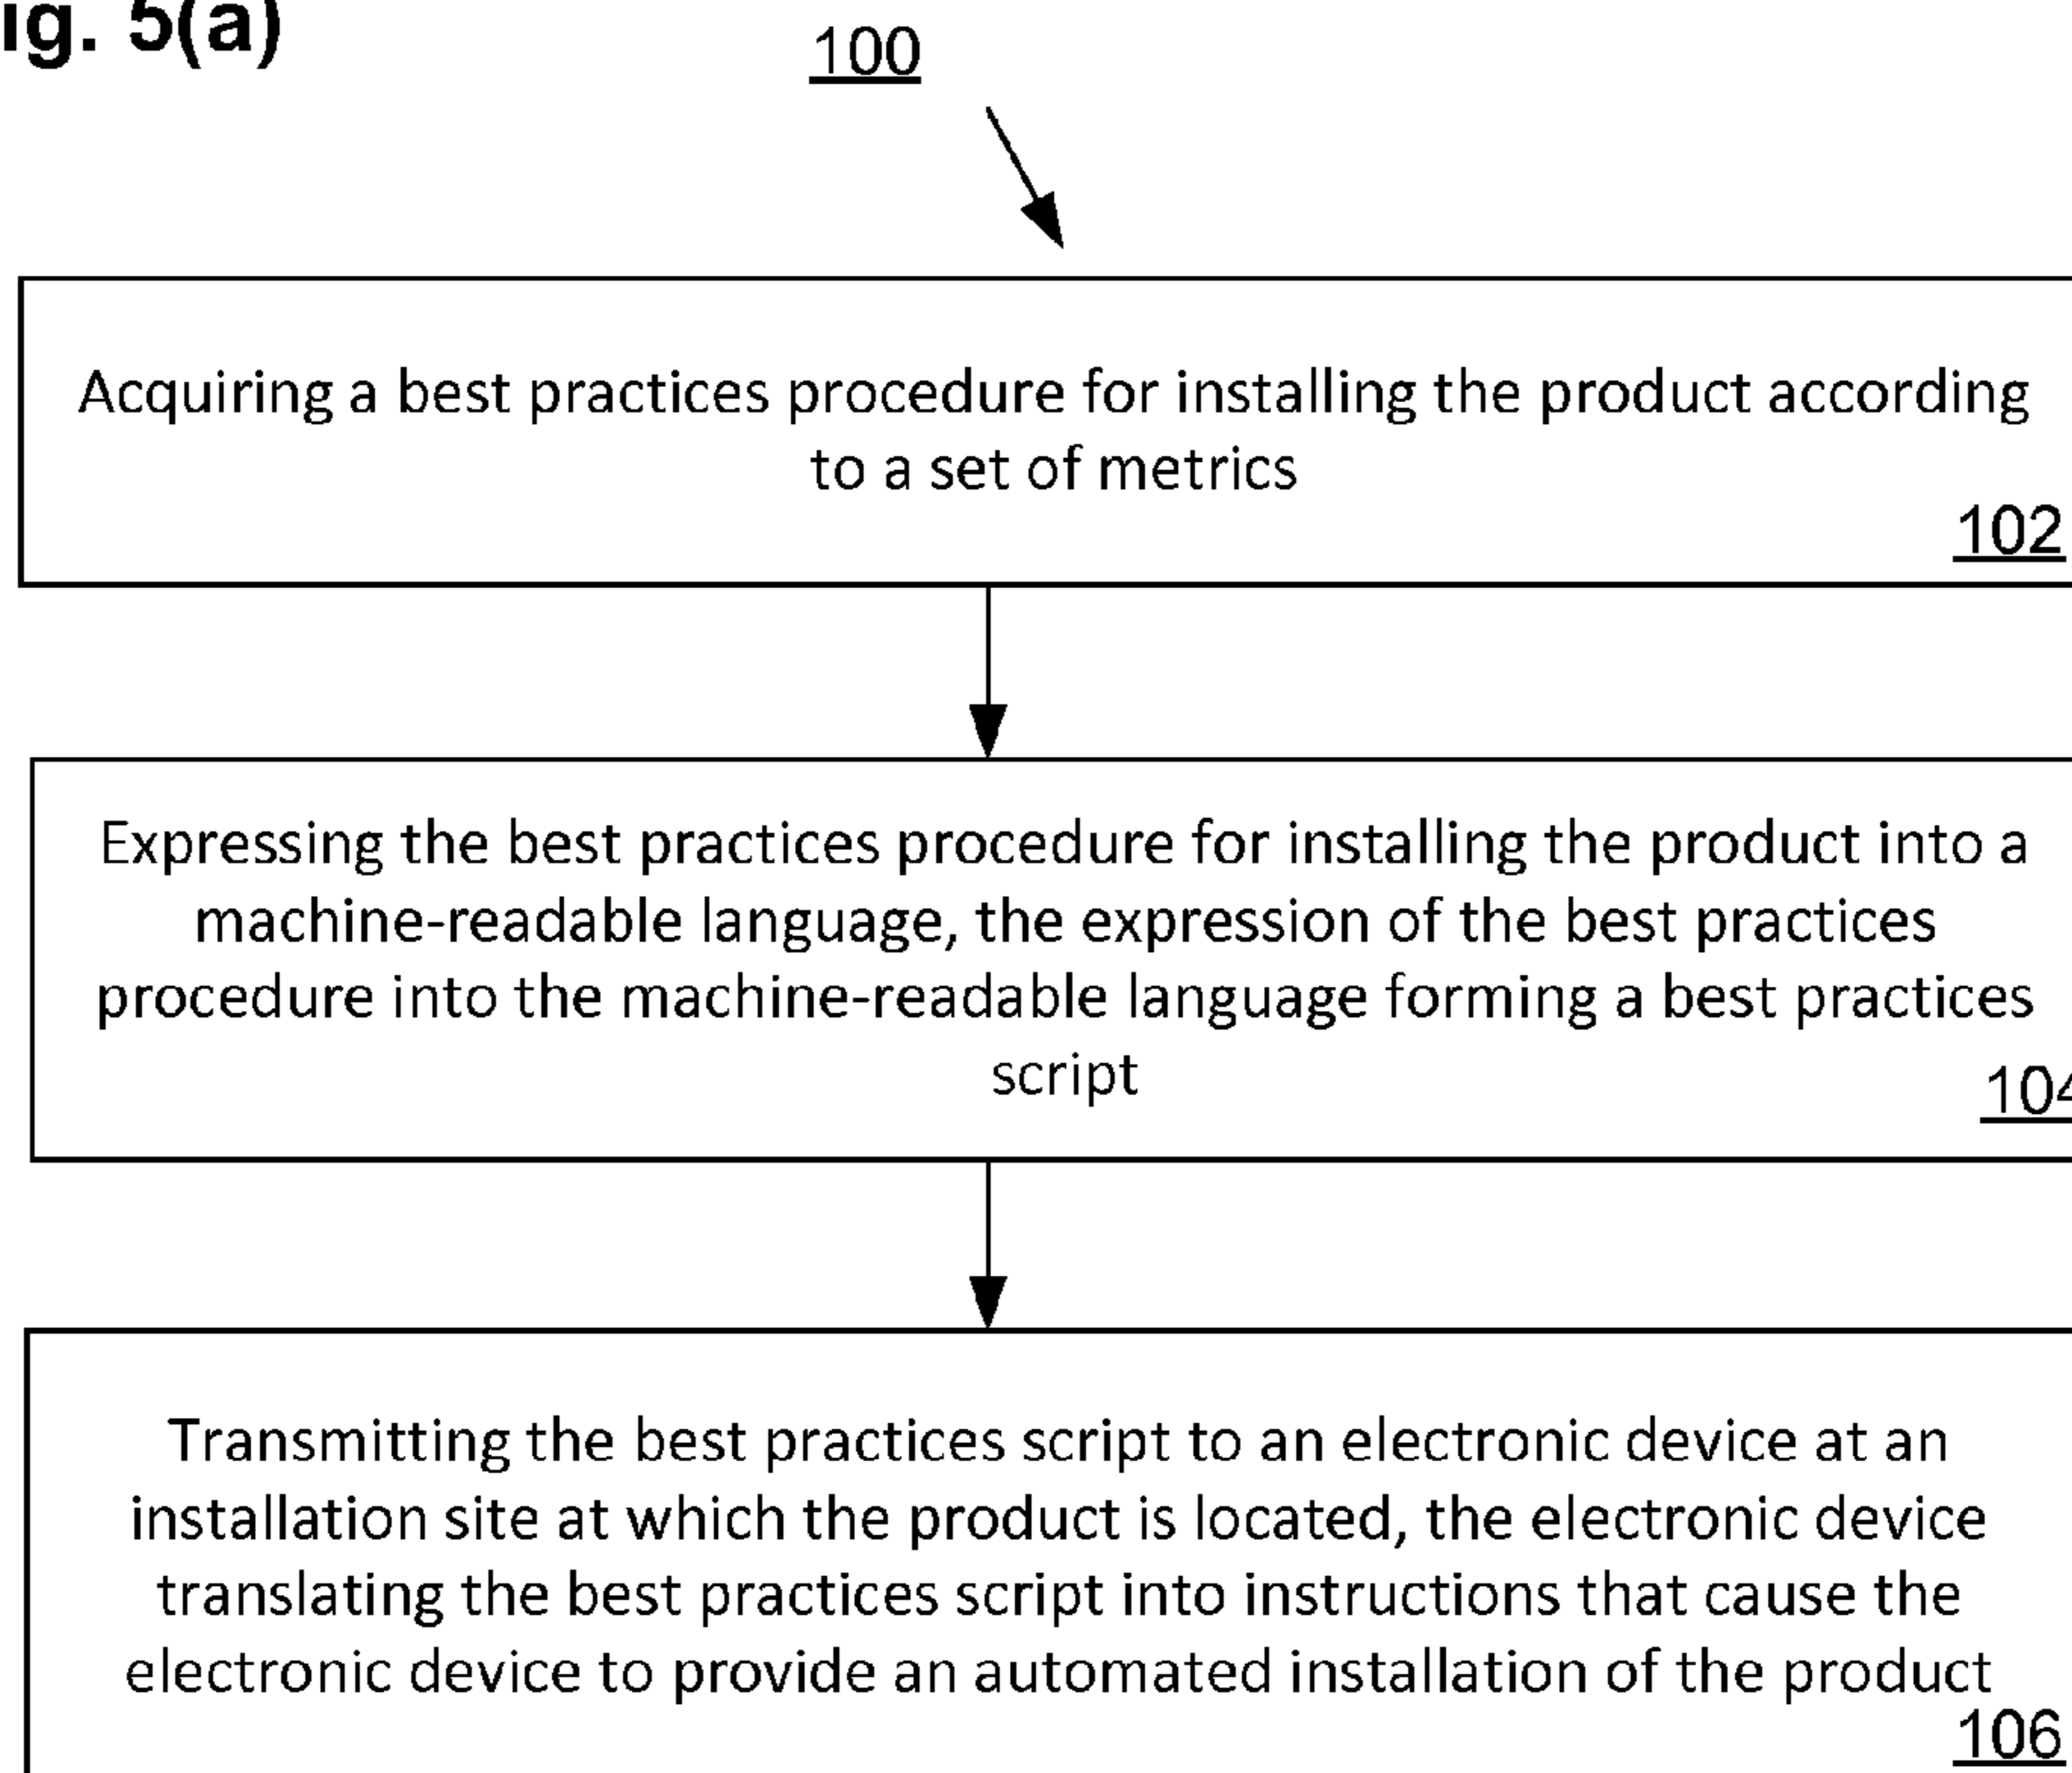 ig. 5(a)
100
Acquiring a best practices procedure for installing the product according
to a set of metrics
102
Expressing the best practices procedure for installing the product into a
machine-readable language, the expression of the best practices
procedure into the machine-readable language forming a best practices
script
104
Transmitting the best practices script to an electronic device at an
installation site at which the product is located, the electronic device
translating the best practices script into instructions that cause the
electronic device to provide an automated installation of the product
106